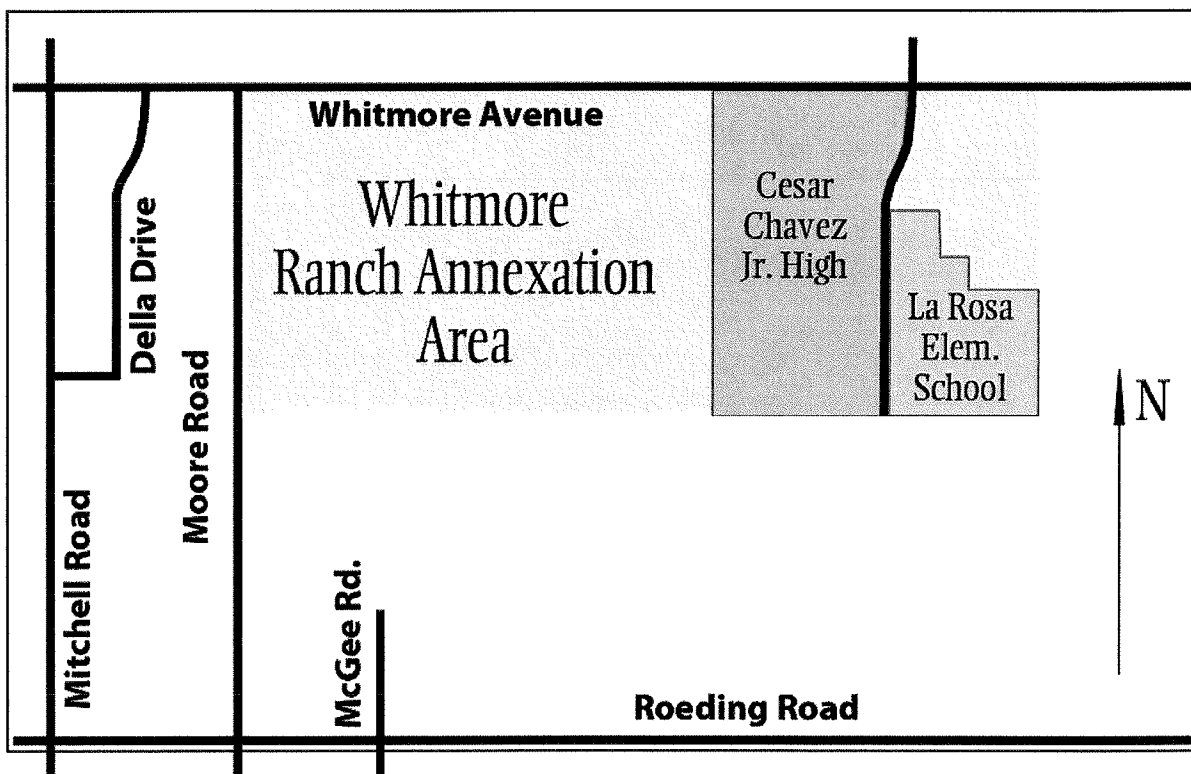 Whitmore Avenue
Whitmore
Ranch Annexation
Area
Cesar
Chavez
Jr. High
La Rosa
Elem.
School
N
Della Drive
Moore Road
Mitchell Road
McGee Rd.
Roeding Road